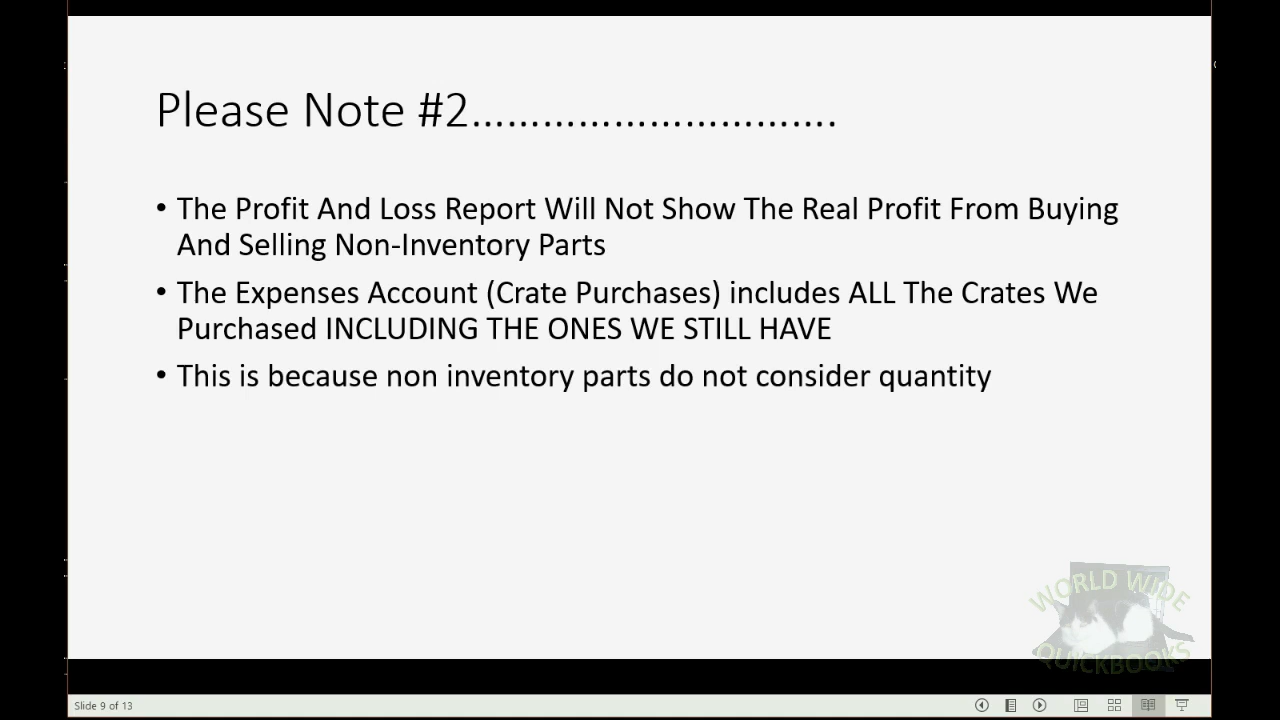 Please Note #2…………………………….
• The Profit And Loss Report Will Not Show The Real Profit From Buying
And Selling Non-Inventory Parts
• The Expenses Account (Crate Purchases) includes ALL The Crates We
Purchased INCLUDING THE ONES WE STILL HAVE
• This is because non inventory parts do not consider quantity
WORLD WIDE
QUICKBOOKS
Slide 9 of 13